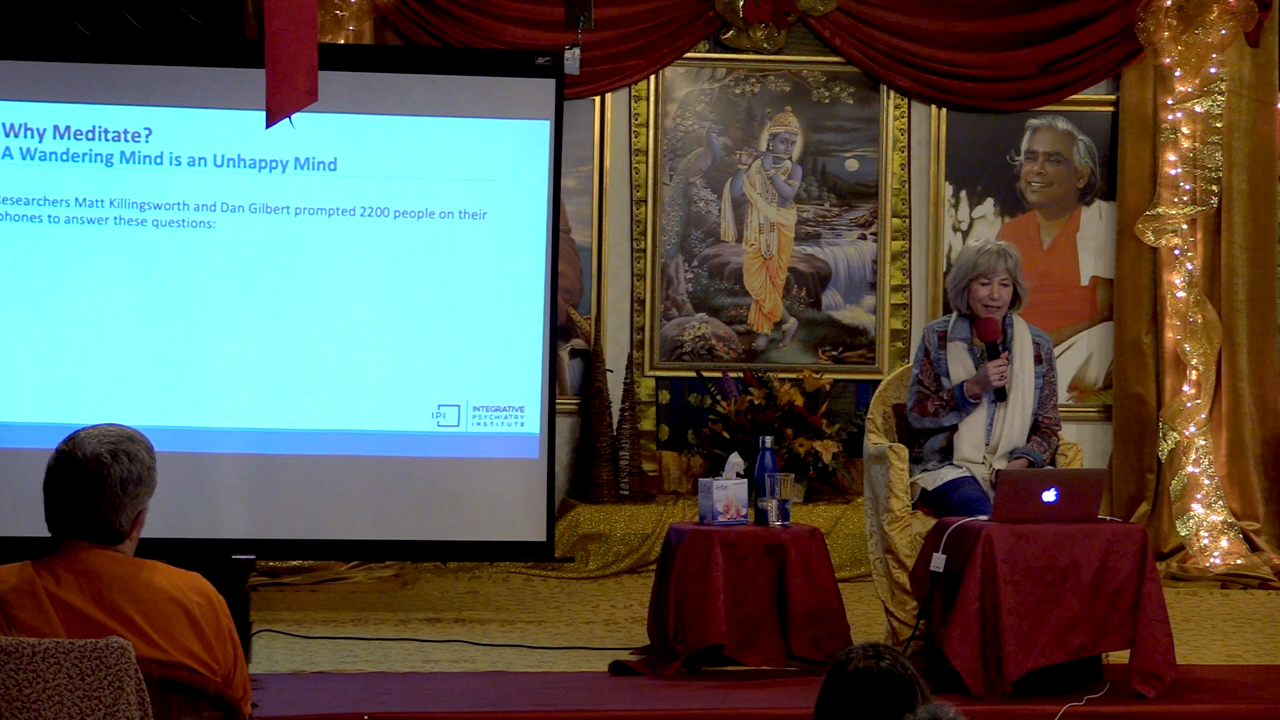 Why Meditate?
A Wandering Mind is an Unhappy Mind
esearchers Matt Killingsworth and Dan Gilbert prompted 2200 people on their
phones to answer these questions:
IPI
INTEGRATIVE
PSYCHIATRY
INSTITUTE